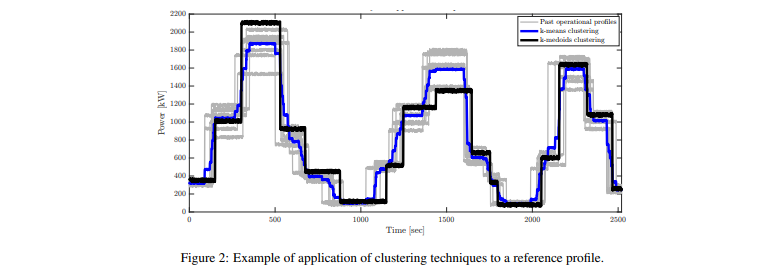 2200
2000
1800
1600
1400
1200
1000
800
600
400
200
0
Power [kW]
Past operational profiles
k-means clustering
k-medoids clustering
0 500 1000 1500 2000 2500
Time [sec]
Figure 2: Example of application of clustering techniques to a reference profile.